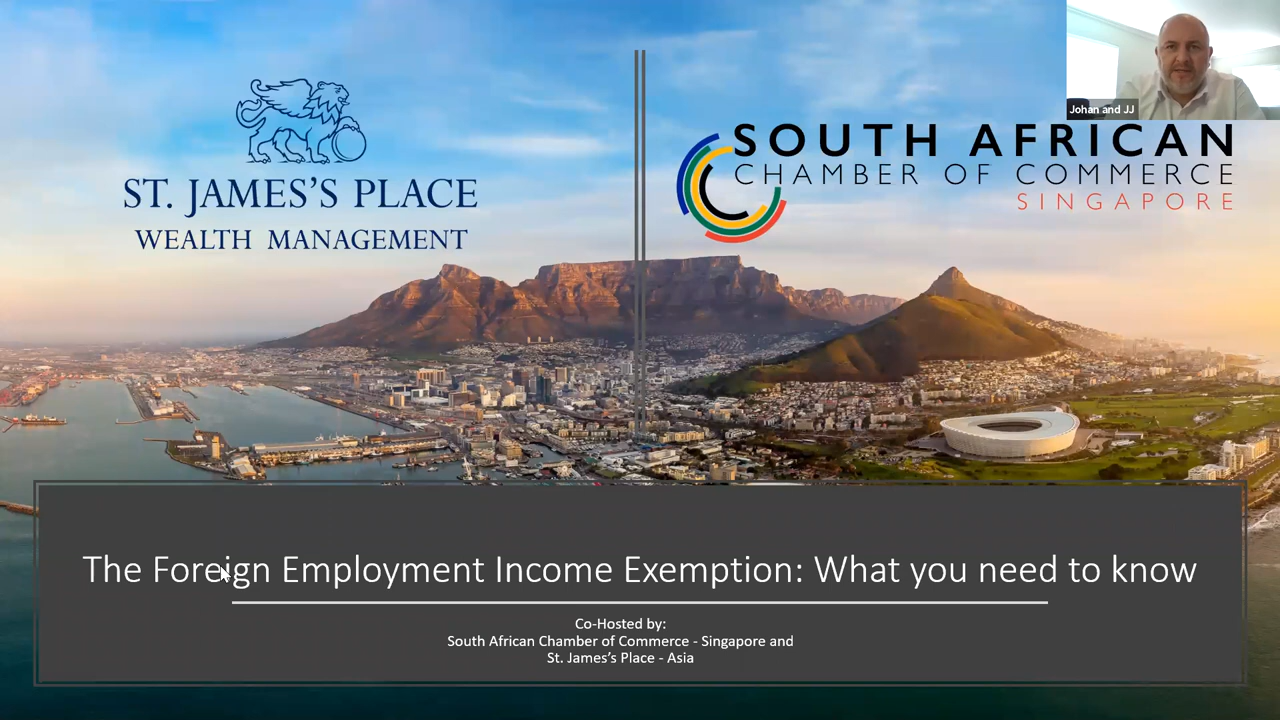 Johan and JJ
ST. JAMES'S PLACE
WEALTH MANAGEMENT
SOUTH AFRICAN
CHAMBER OF COMMERCE
SINGAPORE
The Foreign Employment Income Exemption: What you need to know
Co-Hosted by:
South African Chamber of Commerce - Singapore and
St. James's Place - Asia